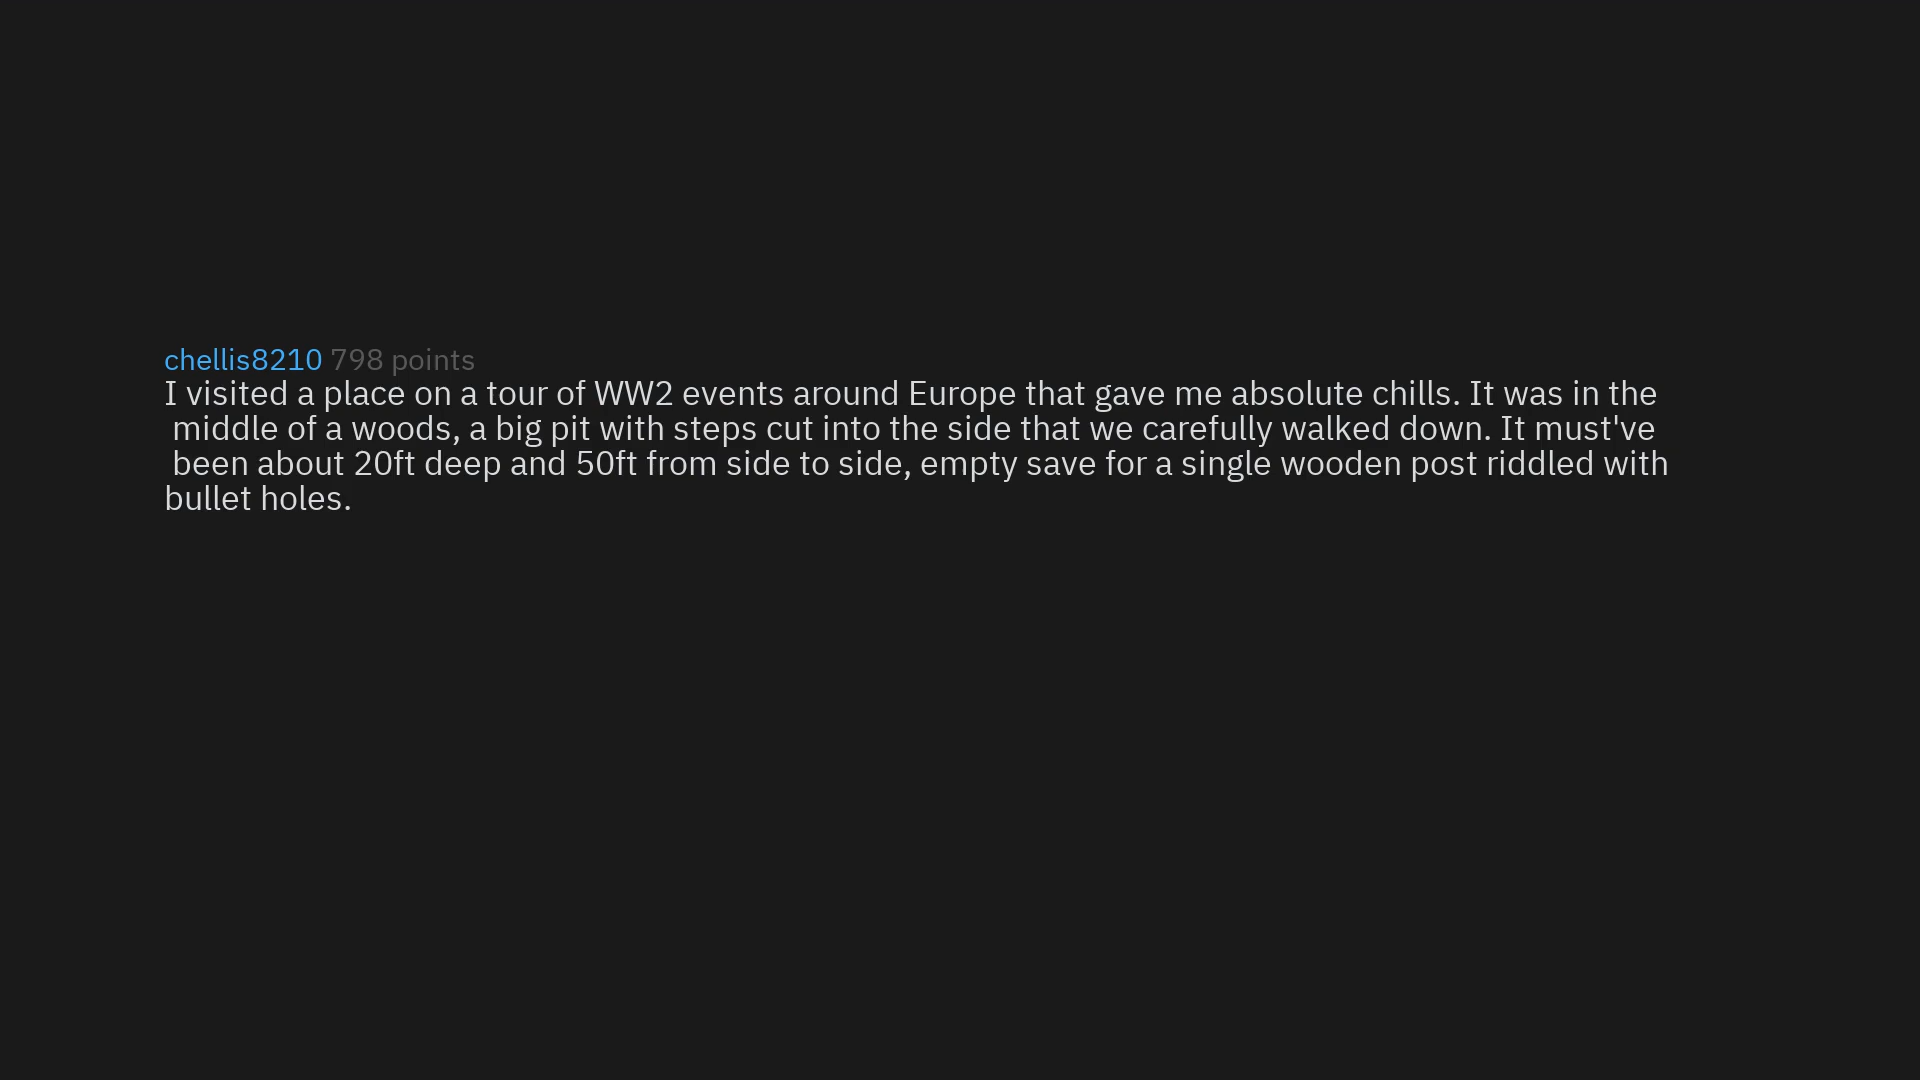 chellis8210 798 points
I visited a place on a tour of WW2 events around Europe that gave me absolute chills. It was in the
middle of a woods, a big pit with steps cut into the side that we carefully walked down. It must've
been about 20ft deep and 50ft from side to side, empty save for a single wooden post riddled with
bullet holes.